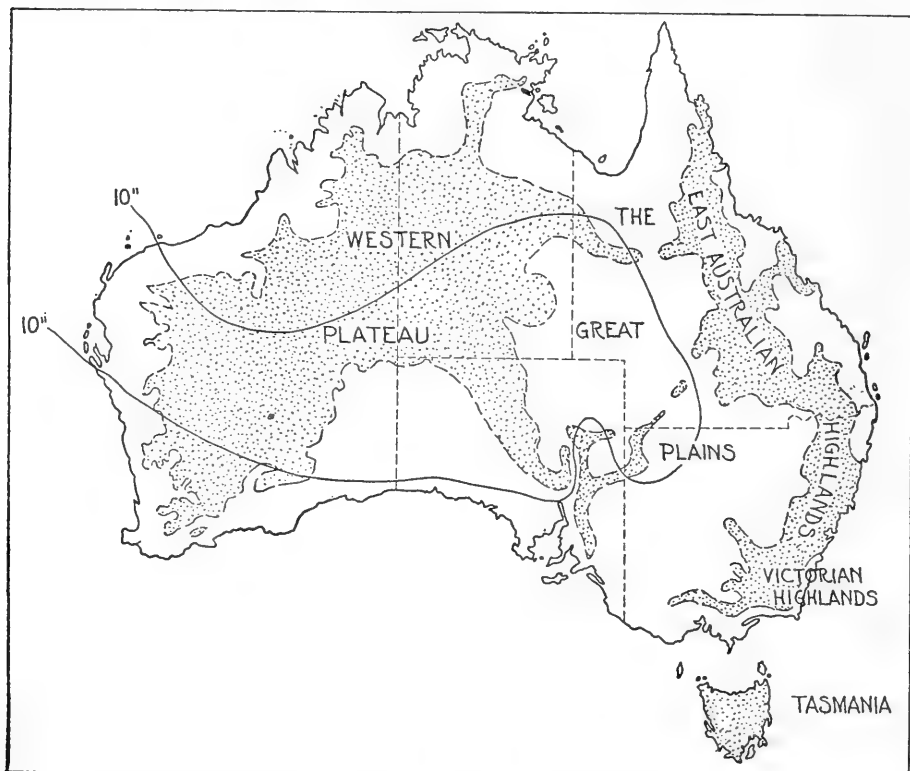 10"
10"
WESTERN
PLATEAU
THE
GREAT
PLAINS
EAST AUSTRALIAN
HIGHLANDS
VICTORIAN
HIGHLANDS
TASMANIA